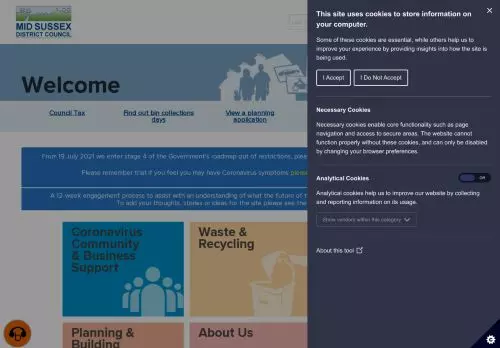 MID SUSSEX
DISTRICT COUNCIL
Welcome
Council Tax
Find out bin collections
days
View a planning
application
From 19 July 2021 we enter stage 4 of the Government's roadmap out of restrictions, plea
Please remember that if you feel you may have Coronavirus symptoms please
A 12-week engagement process to assist with an understanding of what the future of t
To add your thoughts, stories or ideas for the site please see the
Coronavirus
Community
& Business
Support
Waste &
Recycling
Planning &
Building
About Us
This site uses cookies to store information on
your computer.
Some of these cookies are essential, while others help us to
improve your experience by providing insights into how the site is
being used.
I Accept
I Do Not Accept
Necessary Cookies
Necessary cookies enable core functionality such as page
navigation and access to secure areas. The website cannot
function properly without these cookies, and can only be disabled
by changing your browser preferences.
Analytical Cookies
Off
Analytical cookies help us to improve our website by collecting
and reporting information on its usage.
Show vendors within this category
About this tool